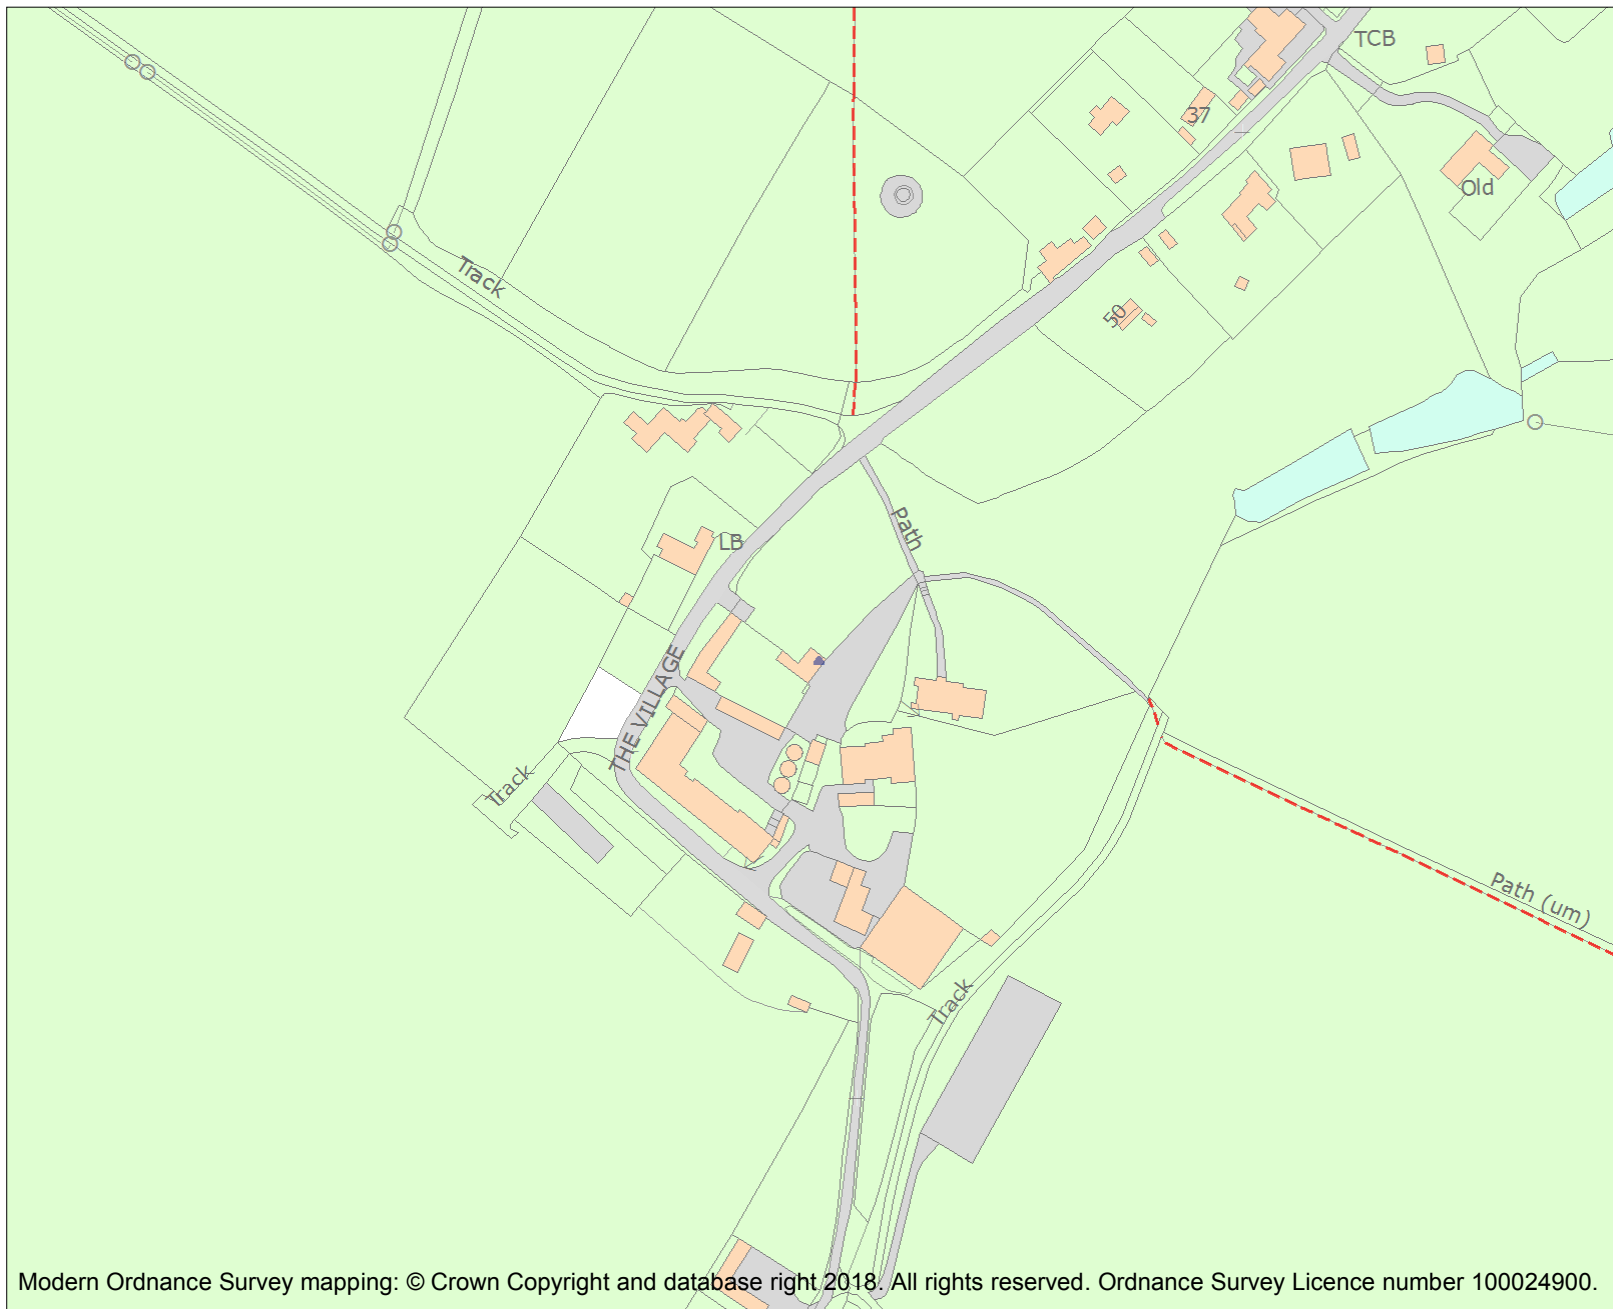 TCB
37
Old
Track
50
Path
LB
THE VILLAGE
Track
Path (um)
Track
Modern Ordnance Survey mapping: © Crown Copyright and database right 2018. All rights reserved. Ordnance Survey Licence number 100024900.